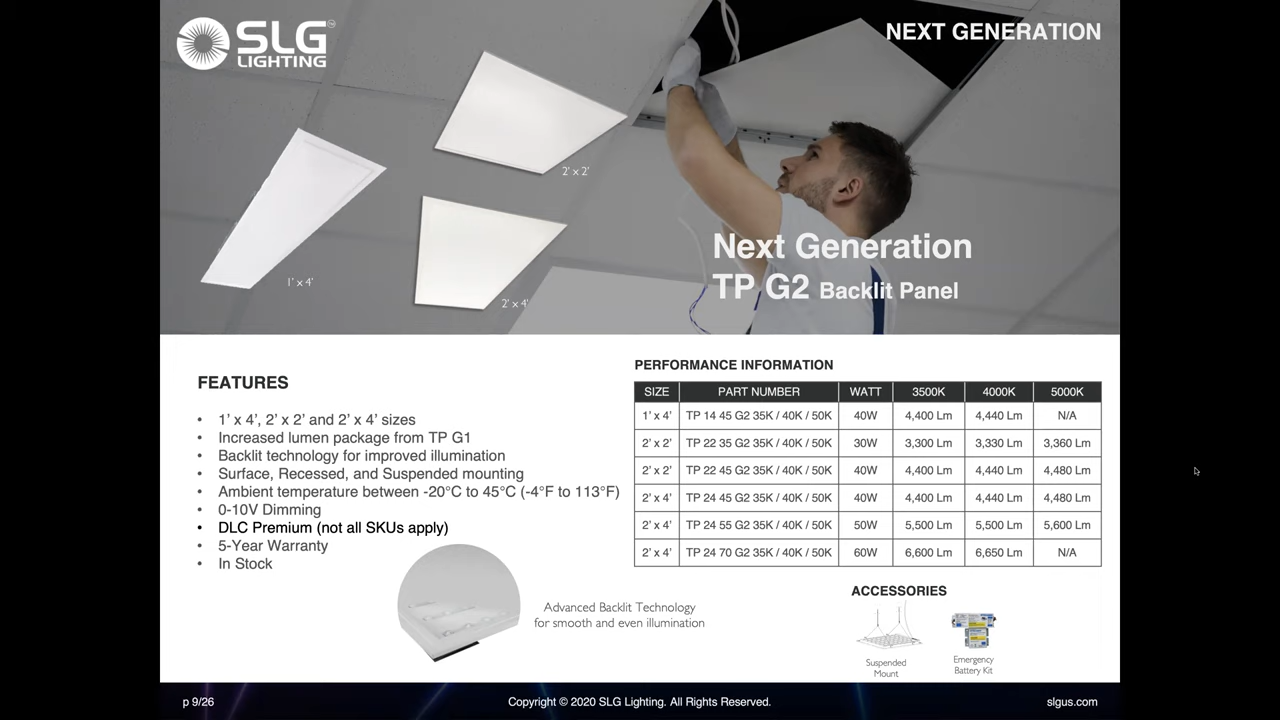 SLG
LIGHTING
TM
NEXT GENERATION
2' x 2'
1' x 4'
2' x 4'
Next Generation
TP G2 Backlit Panel
FEATURES
• 1' x 4', 2' x 2' and 2' x 4' sizes
• Increased lumen package from TP G1
• Backlit technology for improved illumination
• Surface, Recessed, and Suspended mounting
• Ambient temperature between -20°C to 45°C (-4°F to 113°F)
• 0-10V Dimming
• DLC Premium (not all SKUs apply)
• 5-Year Warranty
• In Stock
Advanced Backlit Technology
for smooth and even illumination
PERFORMANCE INFORMATION
SIZE PART NUMBER WATT 3500K 4000K 5000K
1' x 4' TP 14 45 G2 35K / 40K / 50K 40W 4,400 Lm 4,440 Lm N/A
2' x 2' TP 22 35 G2 35K / 40K / 50K 30W 3,300 Lm 3,330 Lm 3,360 Lm
2' x 2' TP 22 45 G2 35K / 40K / 50K 40W 4,400 Lm 4,440 Lm 4,480 Lm
2' x 4' TP 24 45 G2 35K / 40K / 50K 40W 4,400 Lm 4,440 Lm 4,480 Lm
2' x 4' TP 24 55 G2 35K / 40K / 50K 50W 5,500 Lm 5,500 Lm 5,600 Lm
2' x 4' TP 24 70 G2 35K / 40K / 50K 60W 6,600 Lm 6,650 Lm N/A
ACCESSORIES
Suspended
Mount
Emergency
Battery Kit
p 9/26
Copyright © 2020 SLG Lighting. All Rights Reserved.
slgus.com